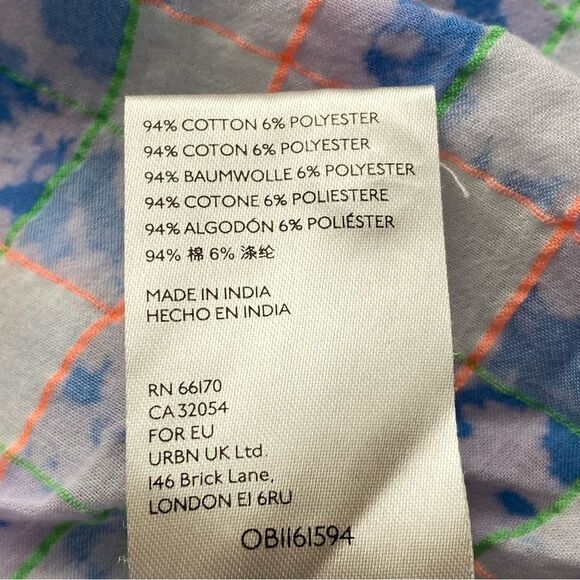 94% COTTON 6% POLYESTER
94% COTON 6% POLYESTER
94% BAUMWOLLE 6% POLYESTER
94% COTONE 6% POLIESTERE
94% ALGODÓN 6% POLIÉSTER
94% 棉 6% 涤纶
MADE IN INDIA
HECHO EN INDIA
RN 66170
CA 32054
FOR EU
URBN UK Ltd.
146 Brick Lane,
LONDON E1 6RU
OB1161594